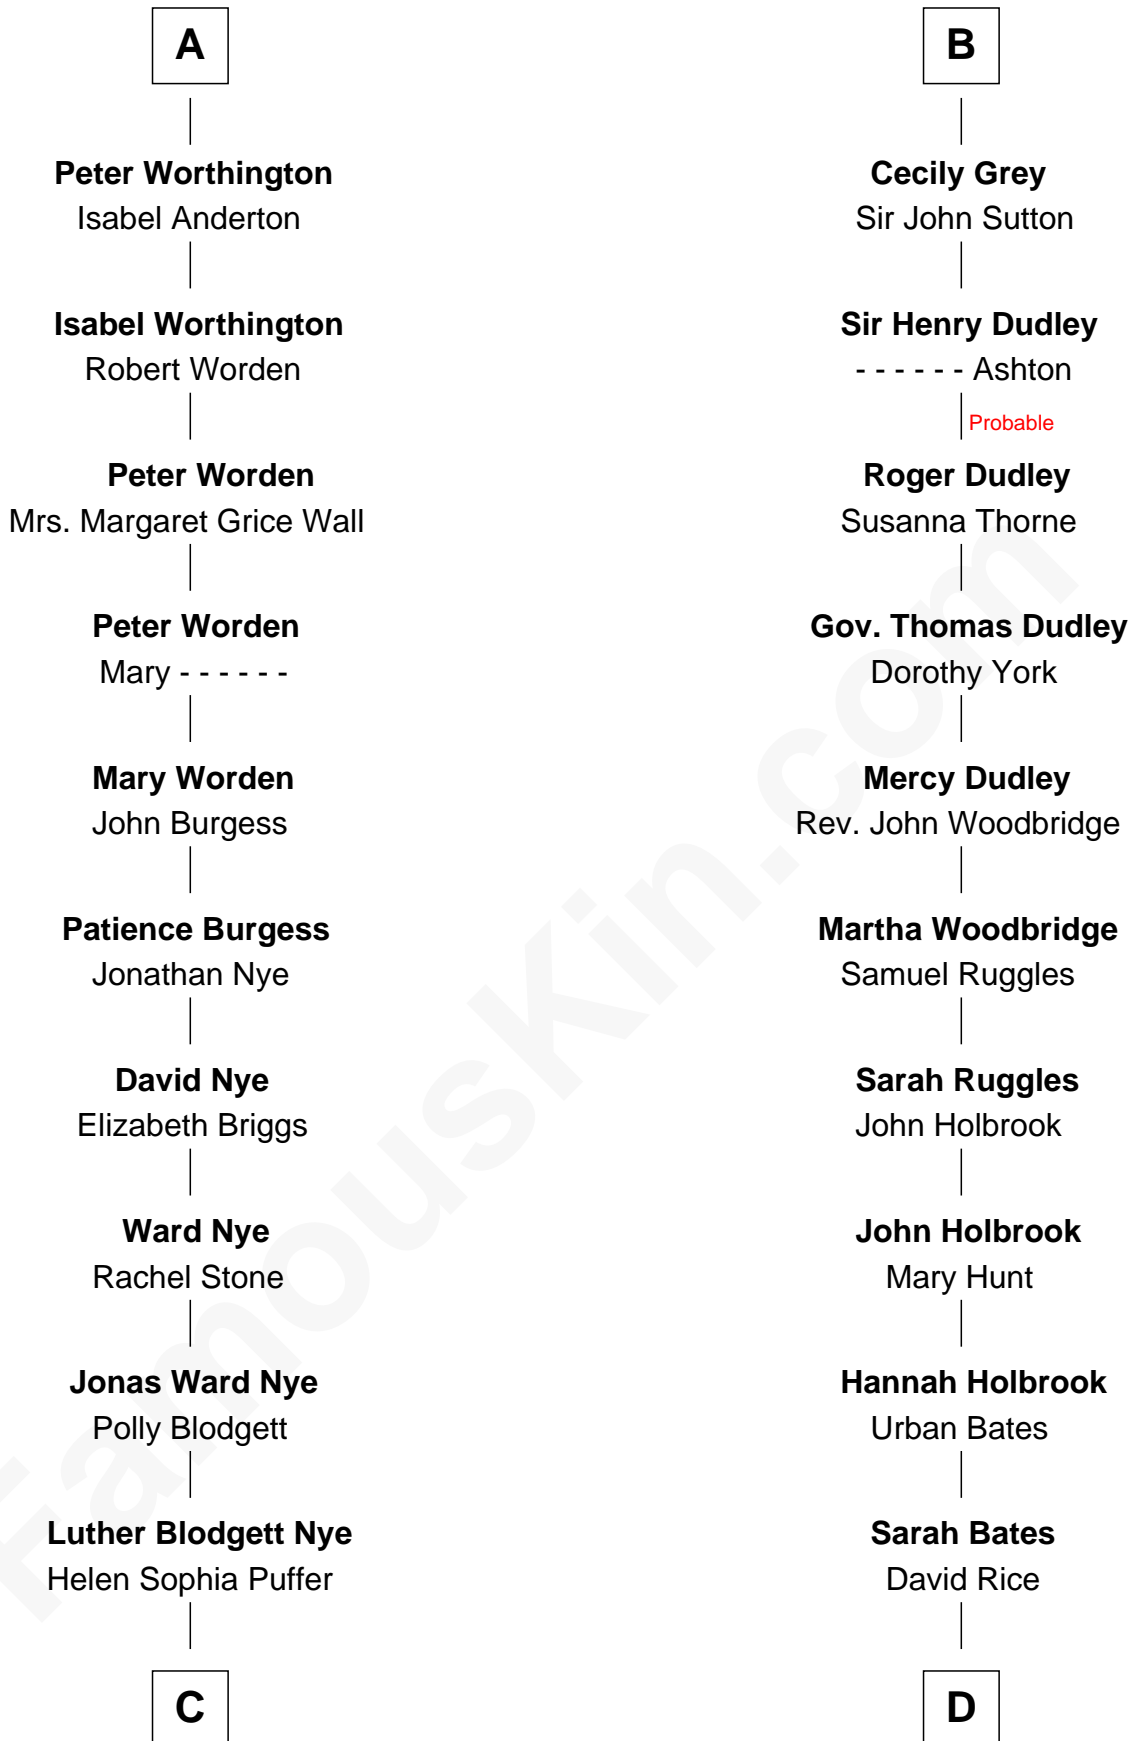 A
Peter Worthington
Isabel Anderton
Isabel Worthington
Robert Worden
Peter Worden
Mrs. Margaret Grice Wall
Peter Worden
Mary - - - - - -
Mary Worden
John Burgess
Patience Burgess
Jonathan Nye
David Nye
Elizabeth Briggs
Ward Nye
Rachel Stone
Jonas Ward Nye
Polly Blodgett
Luther Blodgett Nye
Helen Sophia Puffer
C
B
Cecily Grey
Sir John Sutton
Sir Henry Dudley
- - - - - - Ashton
Probable
Roger Dudley
Susanna Thorne
Gov. Thomas Dudley
Dorothy York
Mercy Dudley
Rev. John Woodbridge
Martha Woodbridge
Samuel Ruggles
Sarah Ruggles
John Holbrook
John Holbrook
Mary Hunt
Hannah Holbrook
Urban Bates
Sarah Bates
David Rice
D
FamousKin.com